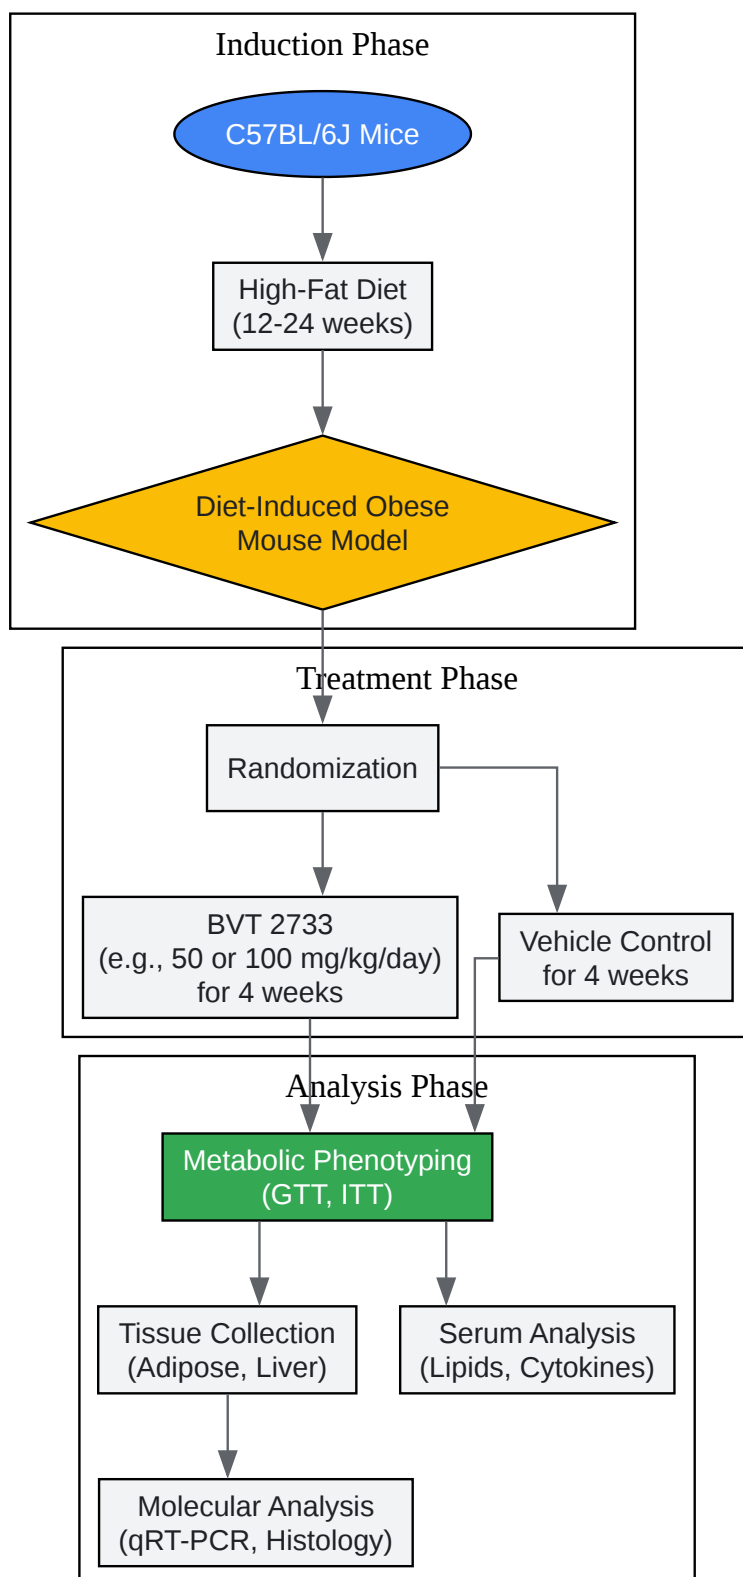 Induction Phase
C57BL/6J Mice
High-Fat Diet
(12-24 weeks)
Diet-Induced Obese
Mouse Model
Treatment Phase
Randomization
BVT 2733
(e.g., 50 or 100 mg/kg/day)
for 4 weeks
Vehicle Control
for 4 weeks
Analysis Phase
Metabolic Phenotyping
(GTT, ITT)
Tissue Collection
(Adipose, Liver)
Serum Analysis
(Lipids, Cytokines)
Molecular Analysis
(qRT-PCR, Histology)